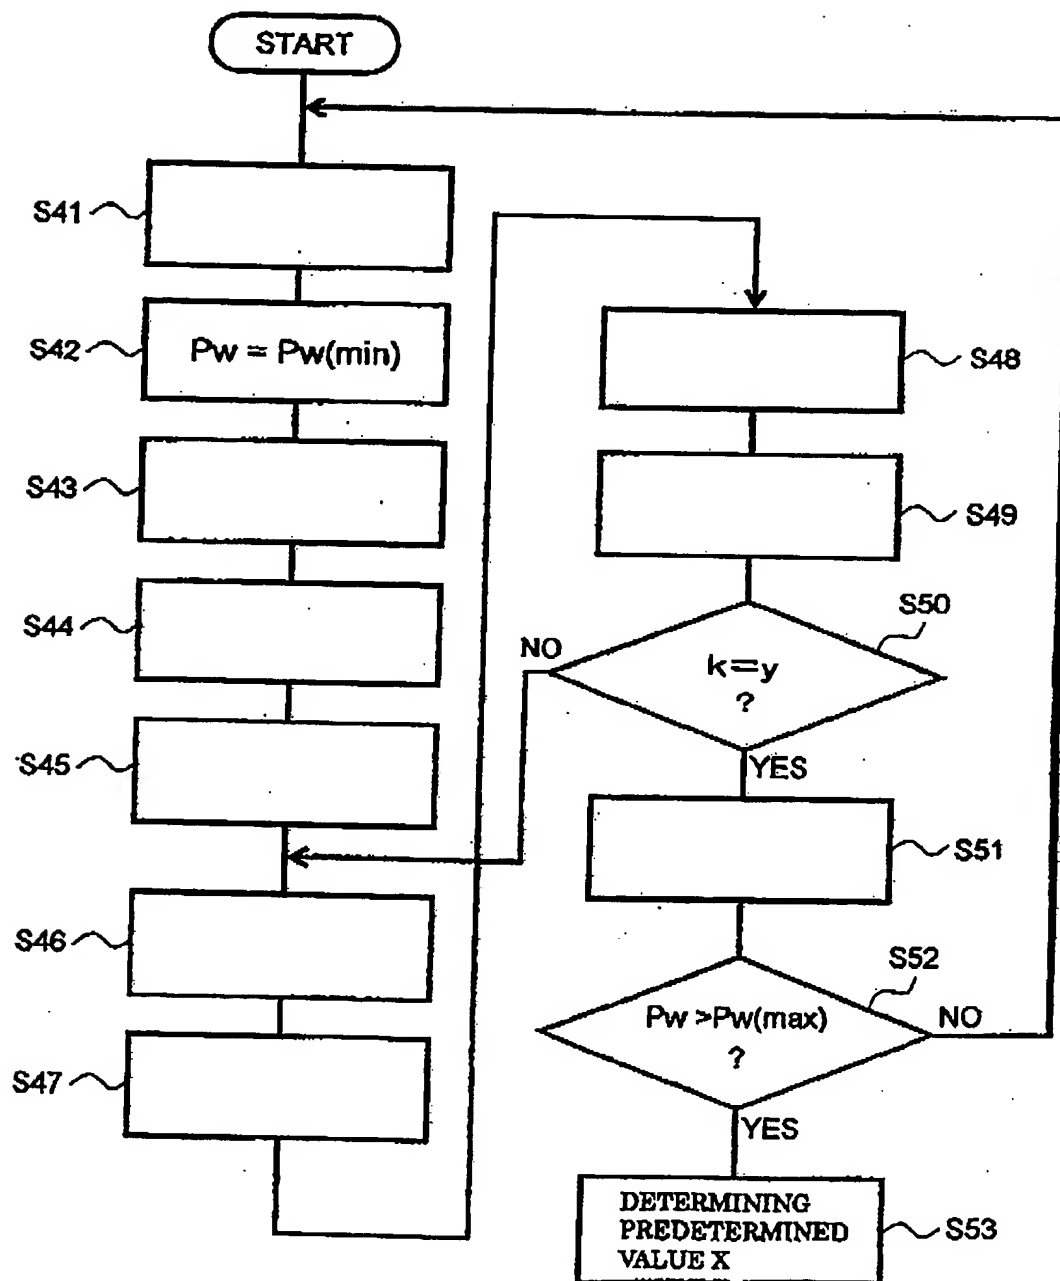 START
S41
S42
Pw = Pw(min)
S43
S44
S45
S46
S47
S48
S49
S50
k=y
?
NO
YES
S51
S52
Pw >Pw(max)
?
NO
YES
DETERMINING
PREDETERMINED
VALUE X
S53